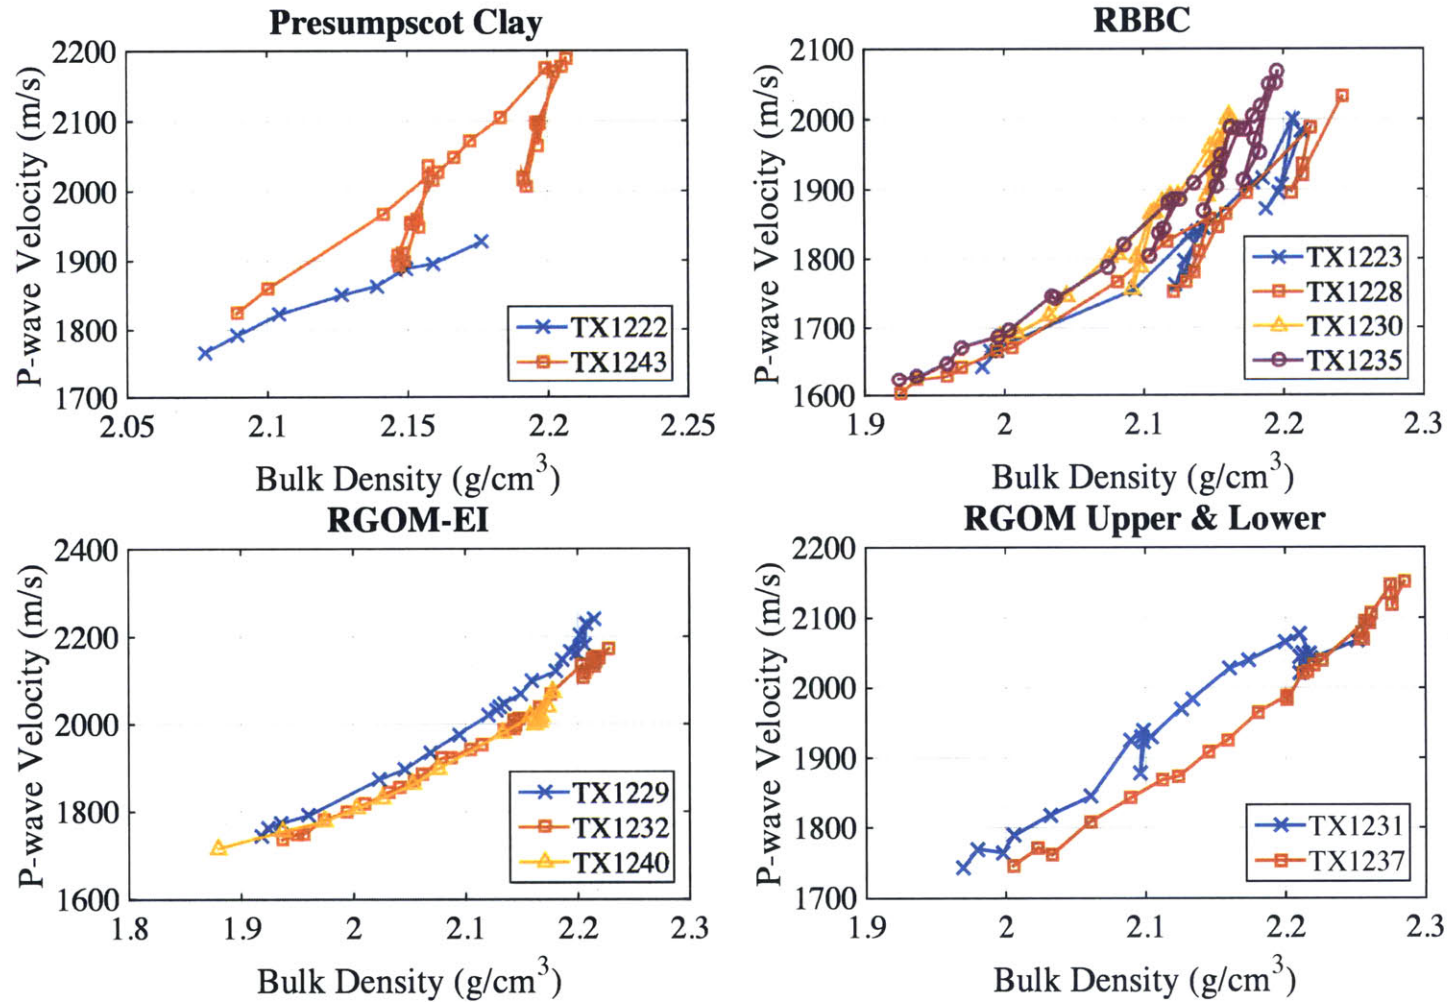 Presumpscot Clay
P-wave Velocity (m/s)
2200
2100
2000
1900
1800
1700
2.05
2.1
2.15
2.2
2.25
Bulk Density (g/cm³)
TX1222
TX1243
RBBC
P-wave Velocity (m/s)
2100
2000
1900
1800
1700
1600
1.9
2
2.1
2.2
2.3
Bulk Density (g/cm³)
TX1223
TX1228
TX1230
TX1235
RGOM-EI
P-wave Velocity (m/s)
2400
2200
2000
1800
1600
1.8
1.9
2
2.1
2.2
2.3
Bulk Density (g/cm³)
TX1229
TX1232
TX1240
RGOM Upper & Lower
P-wave Velocity (m/s)
2200
2100
2000
1900
1800
1700
1.9
2
2.1
2.2
2.3
Bulk Density (g/cm³)
TX1231
TX1237